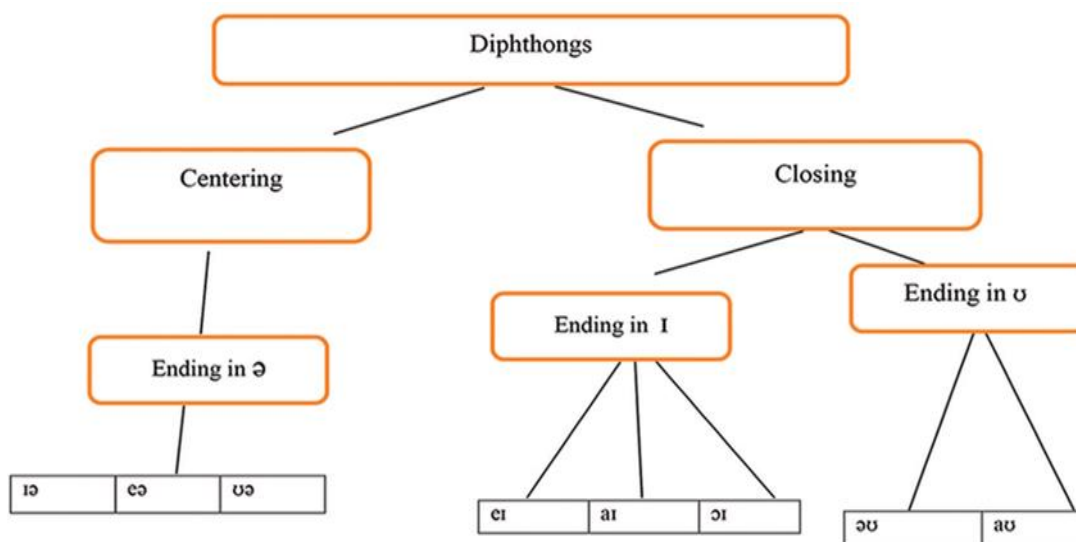 Diphthongs
Centering
Closing
Ending in ə
Ending in ɪ
Ending in ʊ
ɪə eə ʊə
eɪ aɪ ɔɪ
əʊ aʊ